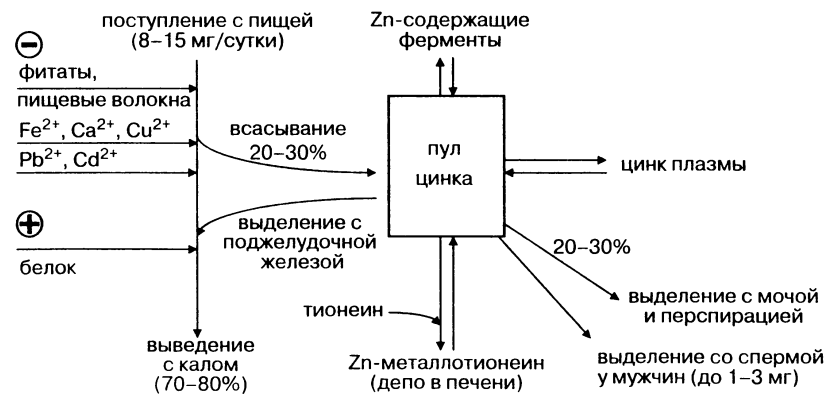 поступление с пищей
(8–15 мг/сутки)
Zn-содержащие
ферменты
⊖
фитаты,
пищевые волокна
Fe²⁺, Ca²⁺, Cu²⁺
Pb²⁺, Cd²⁺
всасывание
20–30%
пул
цинка
цинк плазмы
⊕
белок
выделение с
поджелудочной
железой
20–30%
выделение с мочой
и перспирацией
тионеин
выведение
с калом
(70–80%)
Zn-металлотионеин
(депо в печени)
выделение со спермой
у мужчин (до 1–3 мг)